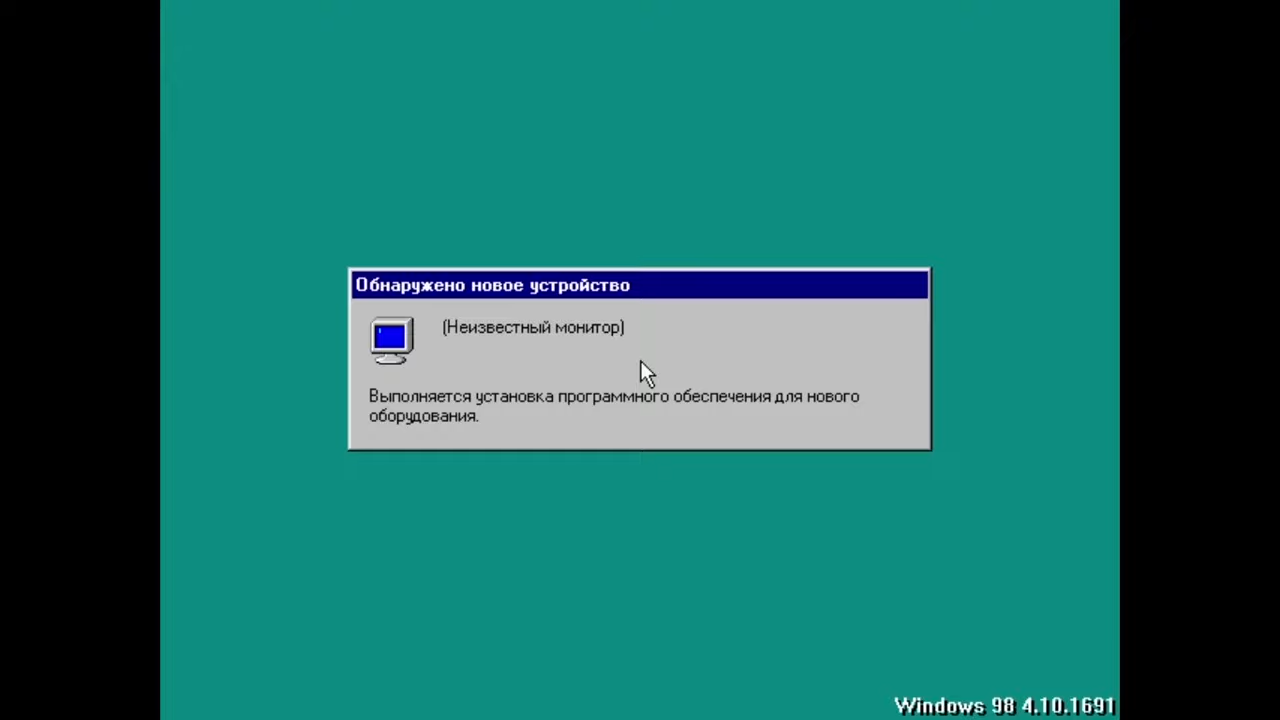 Обнаружено новое устройство
(Неизвестный монитор)
Выполняется установка программного обеспечения для нового
оборудования.
Windows 98 4.10.1691